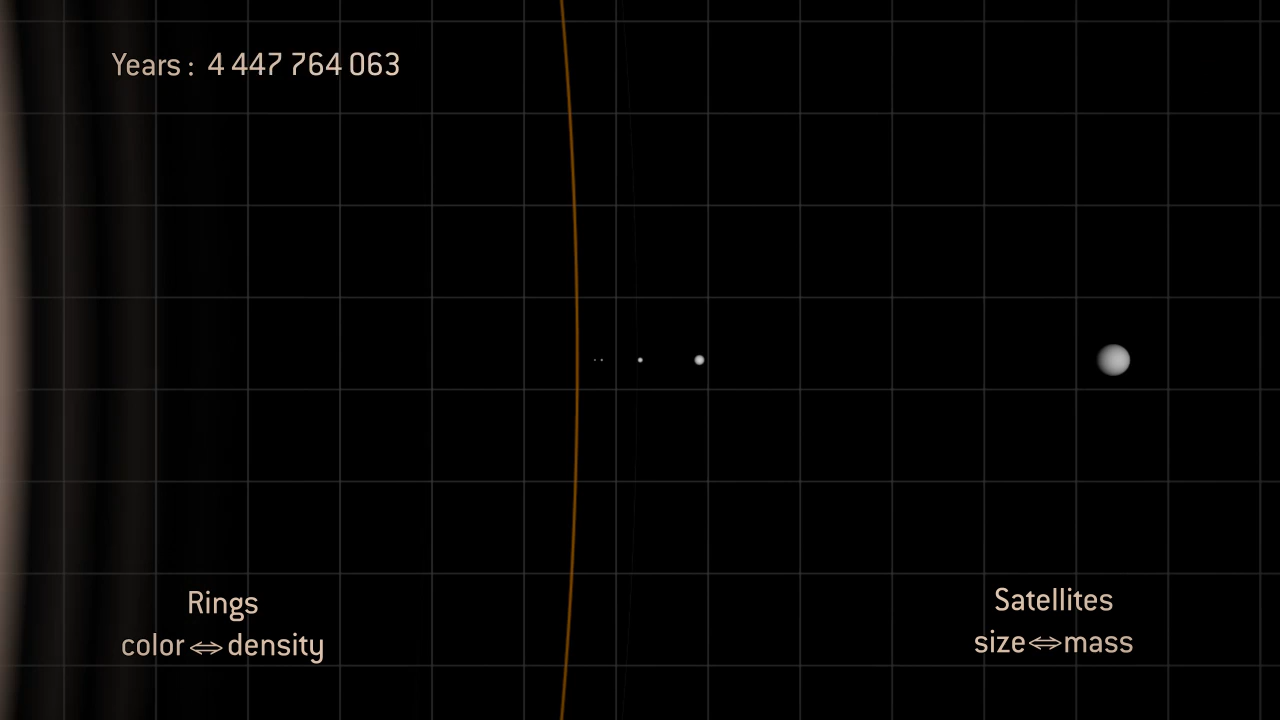 Years : 4 447 764 063
Rings
color⇔density
Satellites
size⇔mass